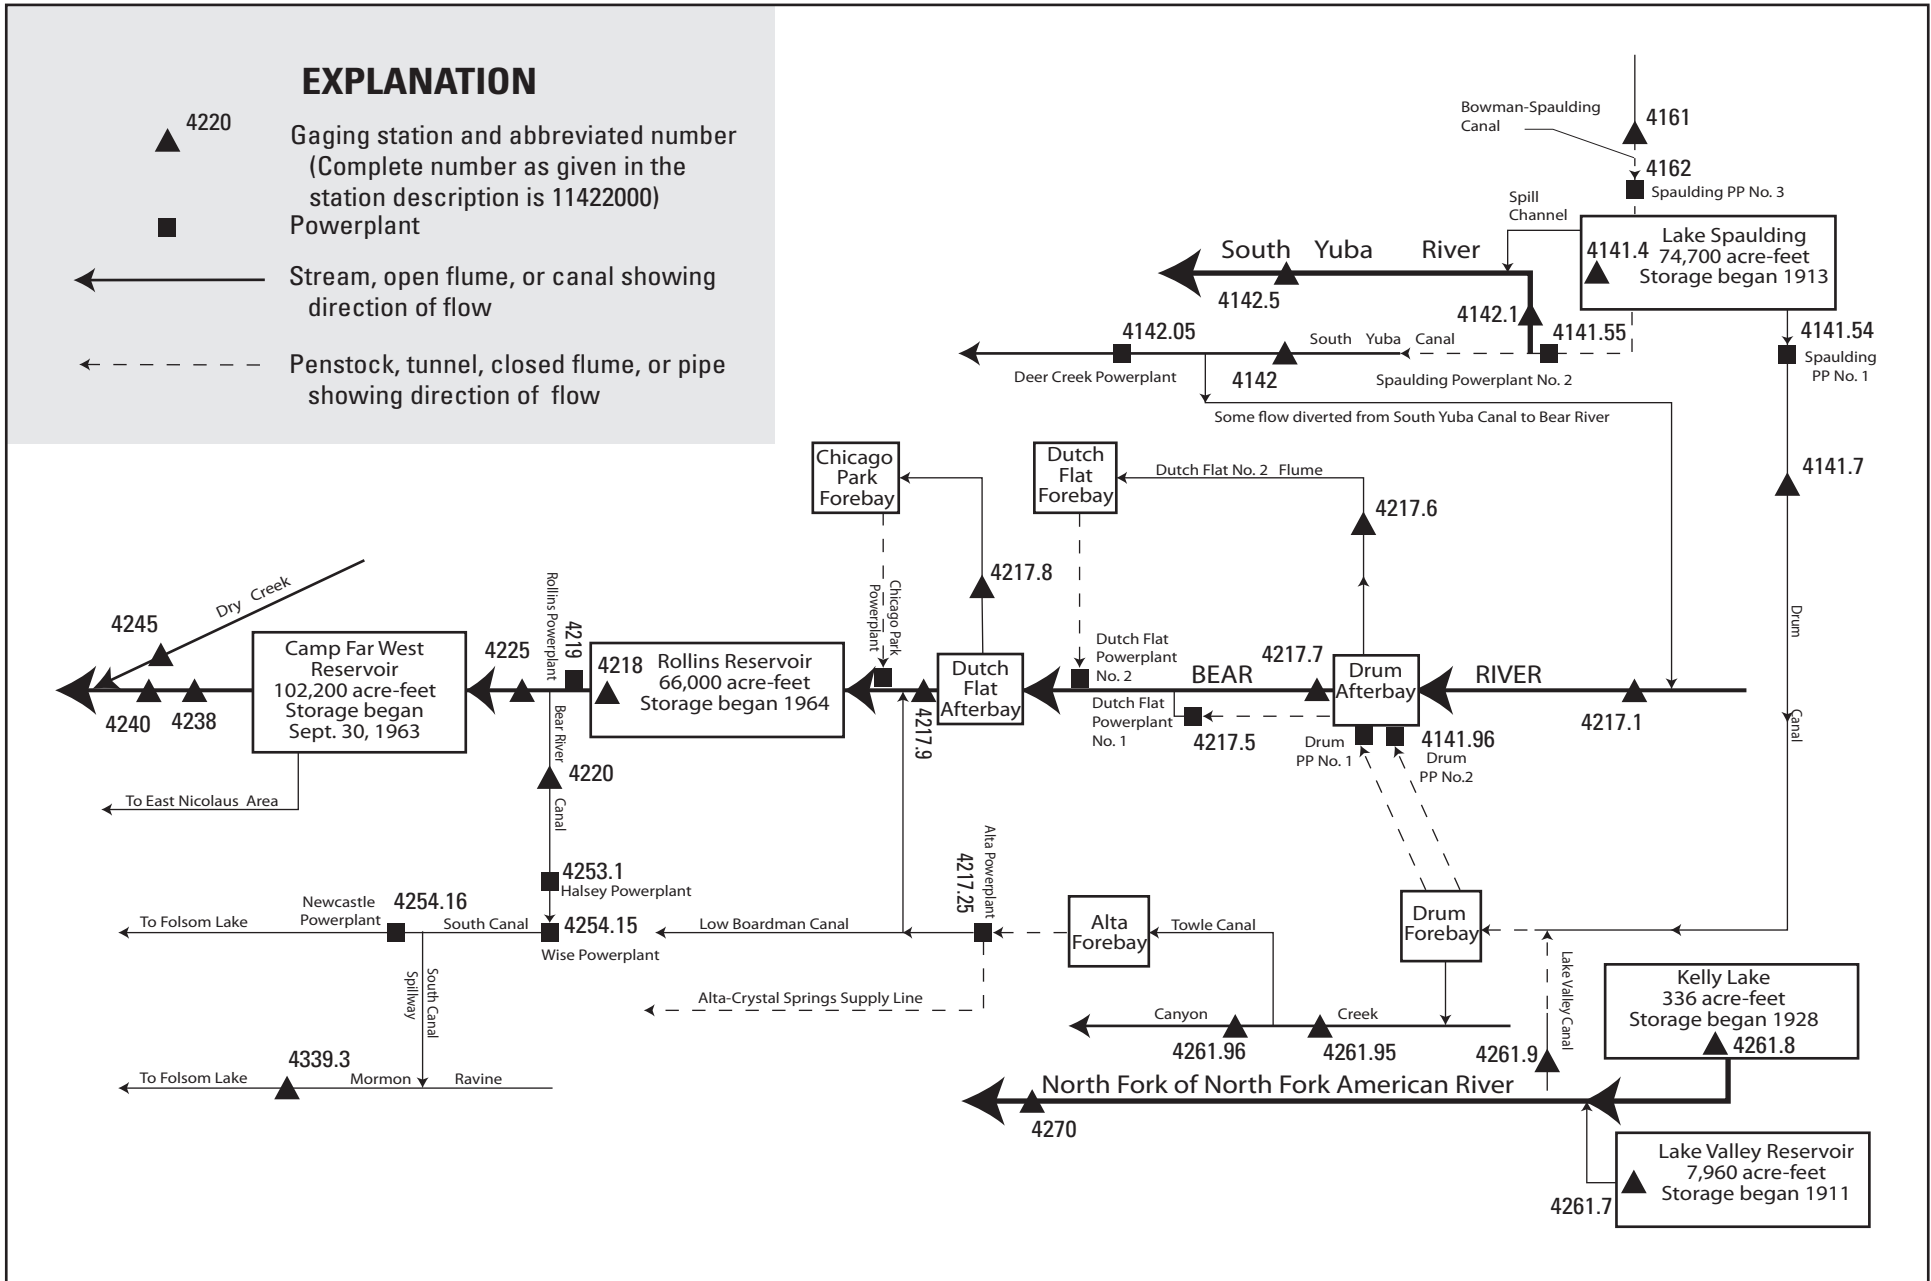 EXPLANATION
4220
Gaging station and abbreviated number
(Complete number as given in the
station description is 11422000)
Powerplant
Stream, open flume, or canal showing
direction of flow
Penstock, tunnel, closed flume, or pipe
showing direction of flow
Bowman-Spaulding
Canal
4161
4162
Spaulding PP No. 3
Spill
Channel
Lake Spaulding
74,700 acre-feet
Storage began 1913
4141.4
South Yuba River
4142.5
4142.1
4141.55
4142.05
South Yuba Canal
4141.54
Spaulding
PP No. 1
Deer Creek Powerplant
4142
Spaulding Powerplant No. 2
Some flow diverted from South Yuba Canal to Bear River
Chicago
Park
Forebay
Dutch
Flat
Forebay
Dutch Flat No. 2 Flume
4141.7
4217.6
4217.8
Chicago Park
Powerplant
Rollins Powerplant
4219
Dry Creek
4245
Camp Far West
Reservoir
102,200 acre-feet
Storage began
Sept. 30, 1963
4225
4218
Rollins Reservoir
66,000 acre-feet
Storage began 1964
Dutch
Flat
Afterbay
Dutch Flat
Powerplant
No. 2
BEAR
4217.7
Drum
Afterbay
RIVER
Drum
Canal
4240
4238
4217.9
Dutch Flat
Powerplant
No. 1
4217.5
Drum
PP No. 1
4141.96
Drum
PP No.2
4217.1
Bear River
Canal
4220
To East Nicolaus Area
4253.1
Halsey Powerplant
Alta Powerplant
4217.25
Newcastle
Powerplant
4254.16
To Folsom Lake
South Canal
4254.15
Wise Powerplant
Low Boardman Canal
Alta
Forebay
Towle Canal
Drum
Forebay
Lake Valley Canal
South Canal
Spillway
Alta-Crystal Springs Supply Line
Canyon Creek
4261.96
4261.95
4261.9
Kelly Lake
336 acre-feet
Storage began 1928
4261.8
4339.3
To Folsom Lake
Mormon Ravine
North Fork of North Fork American River
4270
Lake Valley Reservoir
7,960 acre-feet
Storage began 1911
4261.7